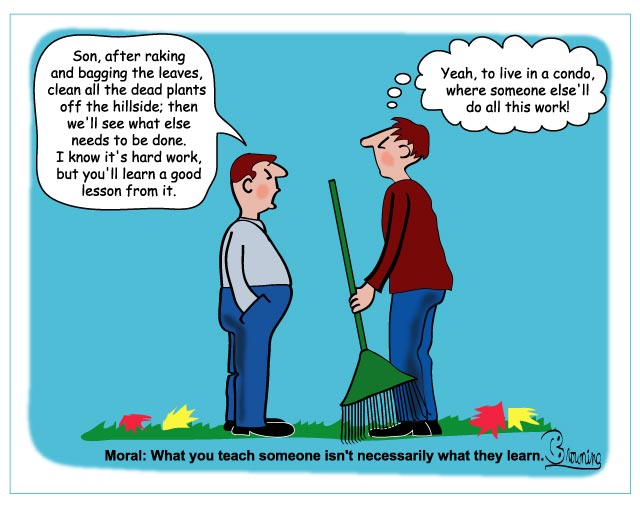 Son, after raking
and bagging the leaves,
clean all the dead plants
off the hillside; then
we'll see what else
needs to be done.
I know it's hard work,
but you'll learn a good
lesson from it.
Yeah, to live in a condo,
where someone else'll
do all this work!
Moral: What you teach someone isn't necessarily what they learn.
Browning